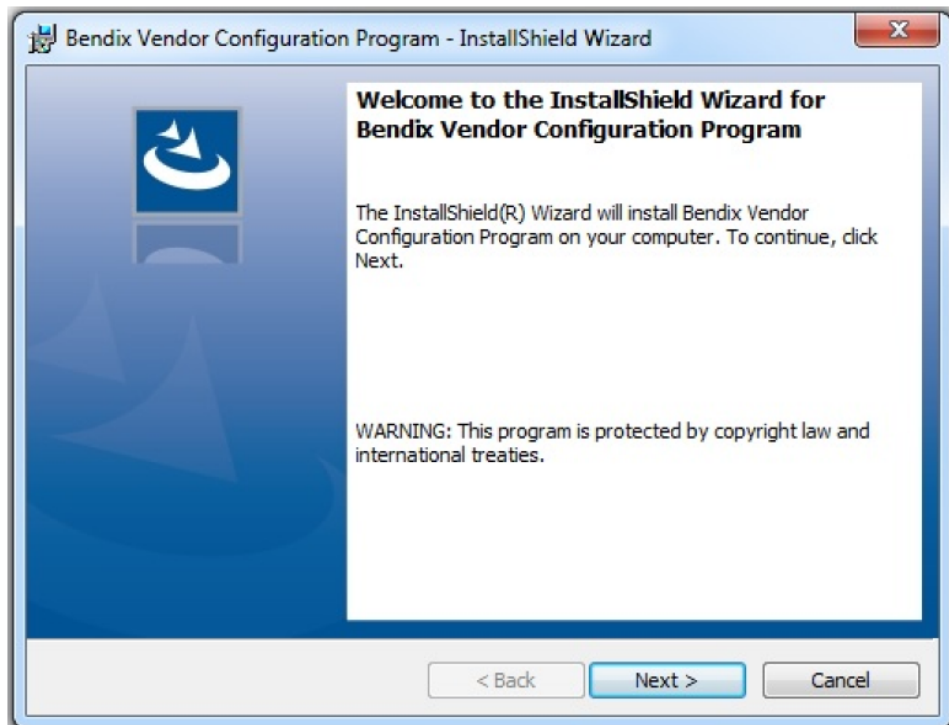 Bendix Vendor Configuration Program - InstallShield Wizard
Welcome to the InstallShield Wizard for
Bendix Vendor Configuration Program
The InstallShield(R) Wizard will install Bendix Vendor
Configuration Program on your computer. To continue, click
Next.
WARNING: This program is protected by copyright law and
international treaties.
< Back
Next >
Cancel